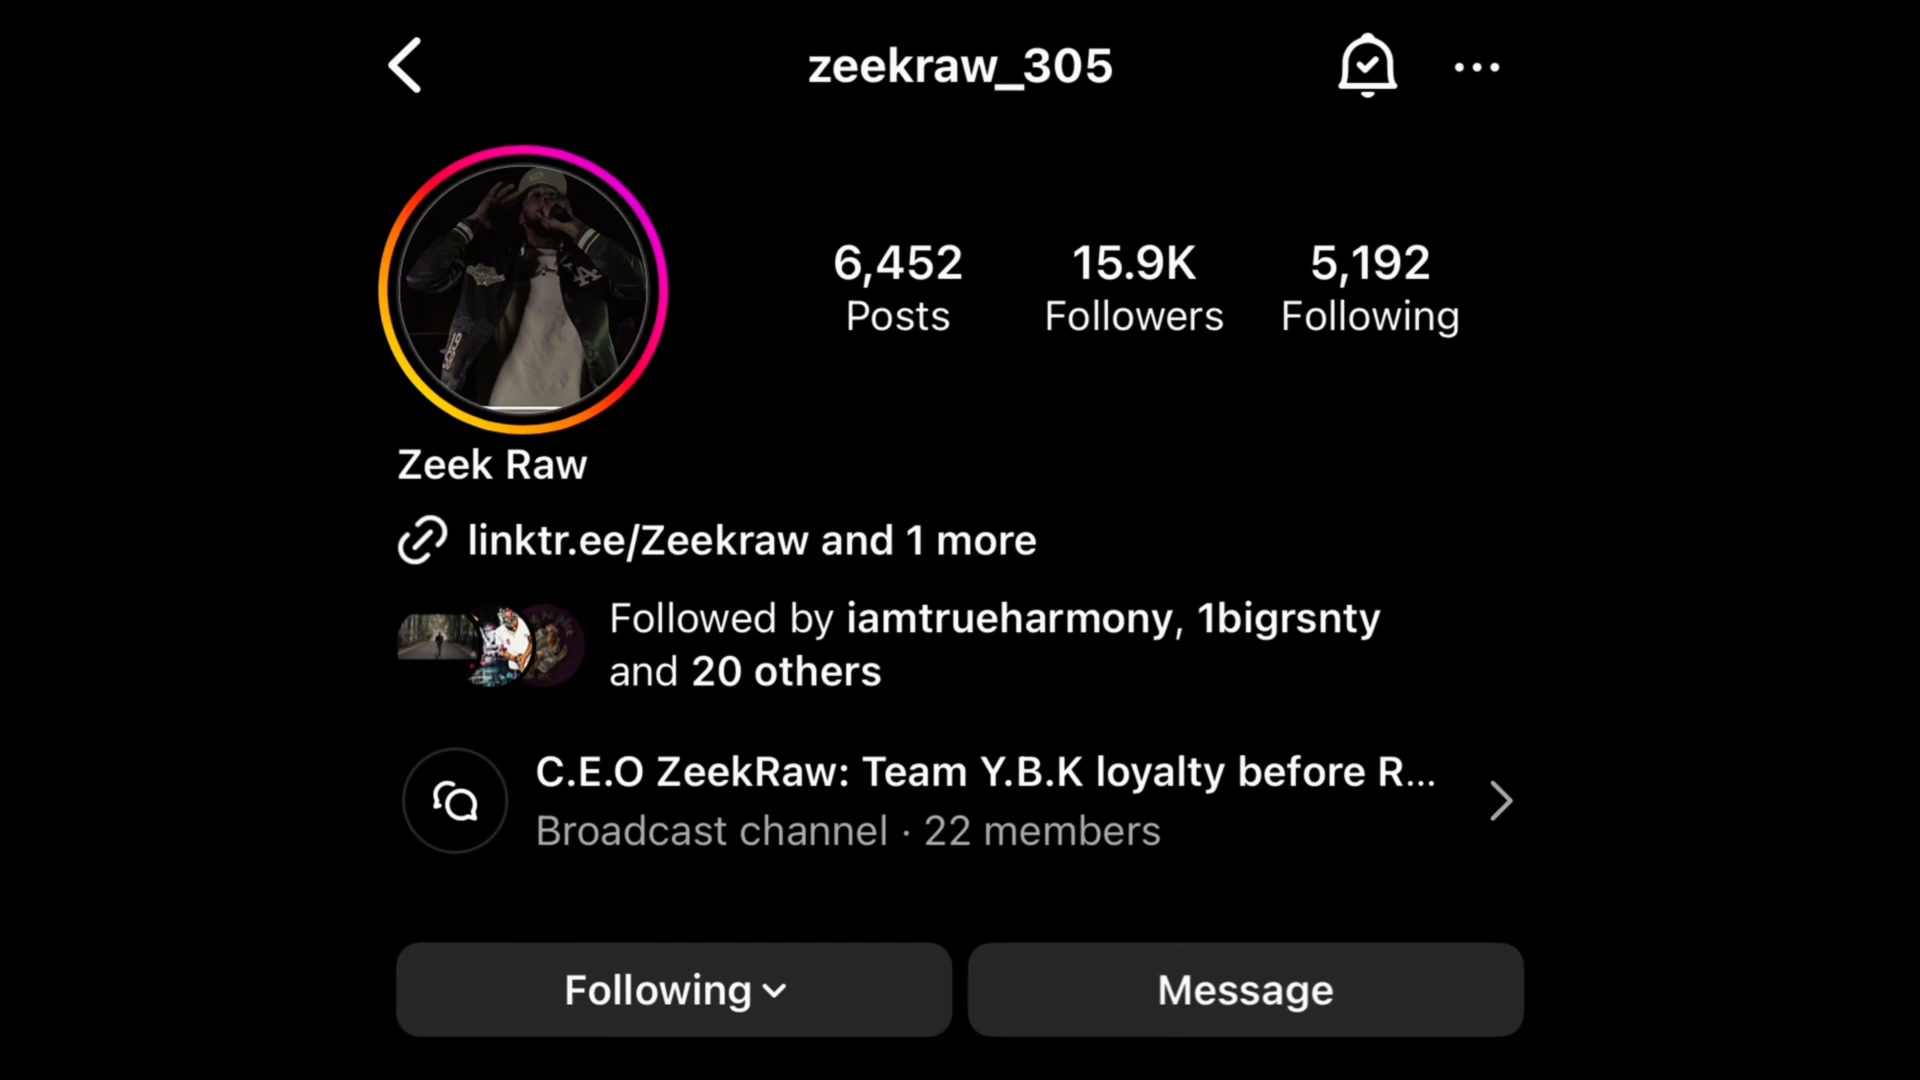 zeekraw_305
6,452
Posts
15.9K
Followers
5,192
Following
Zeek Raw
linktr.ee/Zeekraw and 1 more
Followed by iamtrueharmony, 1bigrsnty
and 20 others
C.E.O ZeekRaw: Team Y.B.K loyalty before R...
Broadcast channel · 22 members
Following
Message